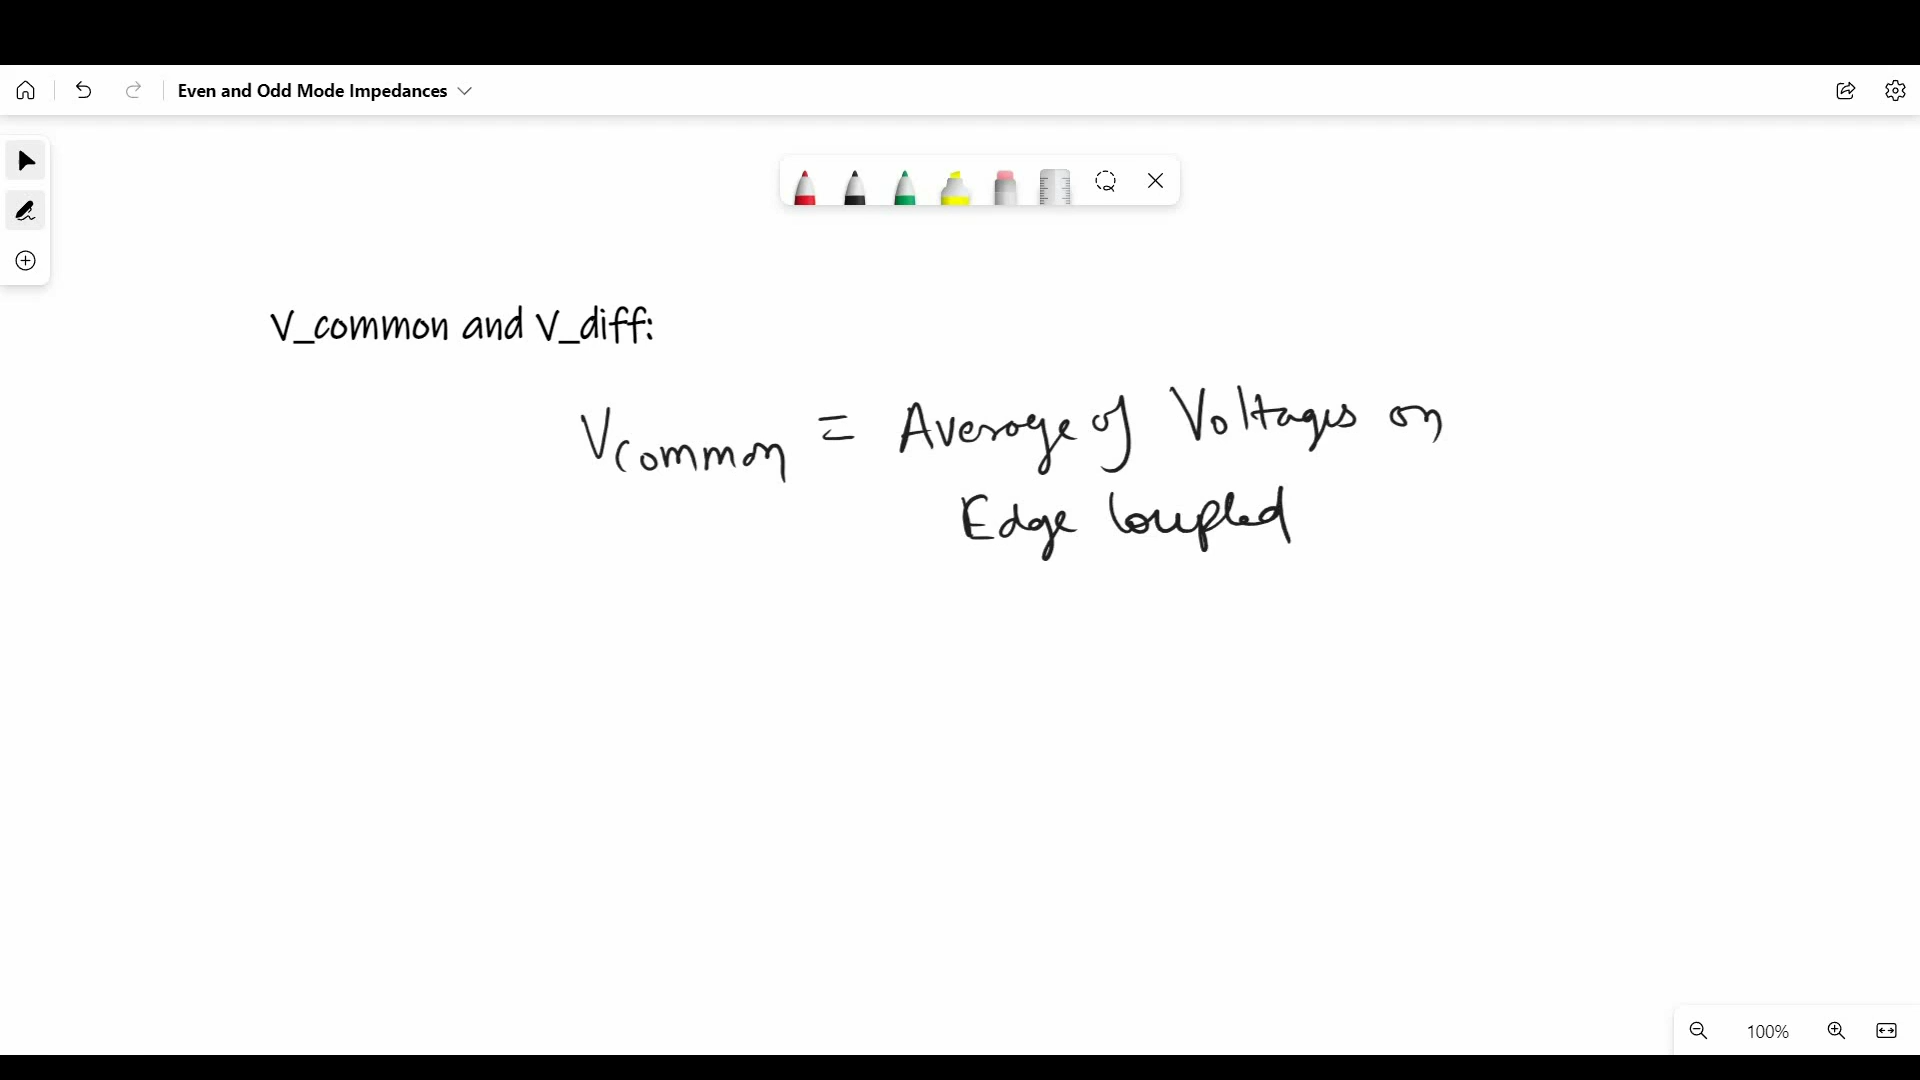 Even and Odd Mode Impedances
V_common and V_diff:
Vcommon = Average of Voltages on
Edge Coupled
100%